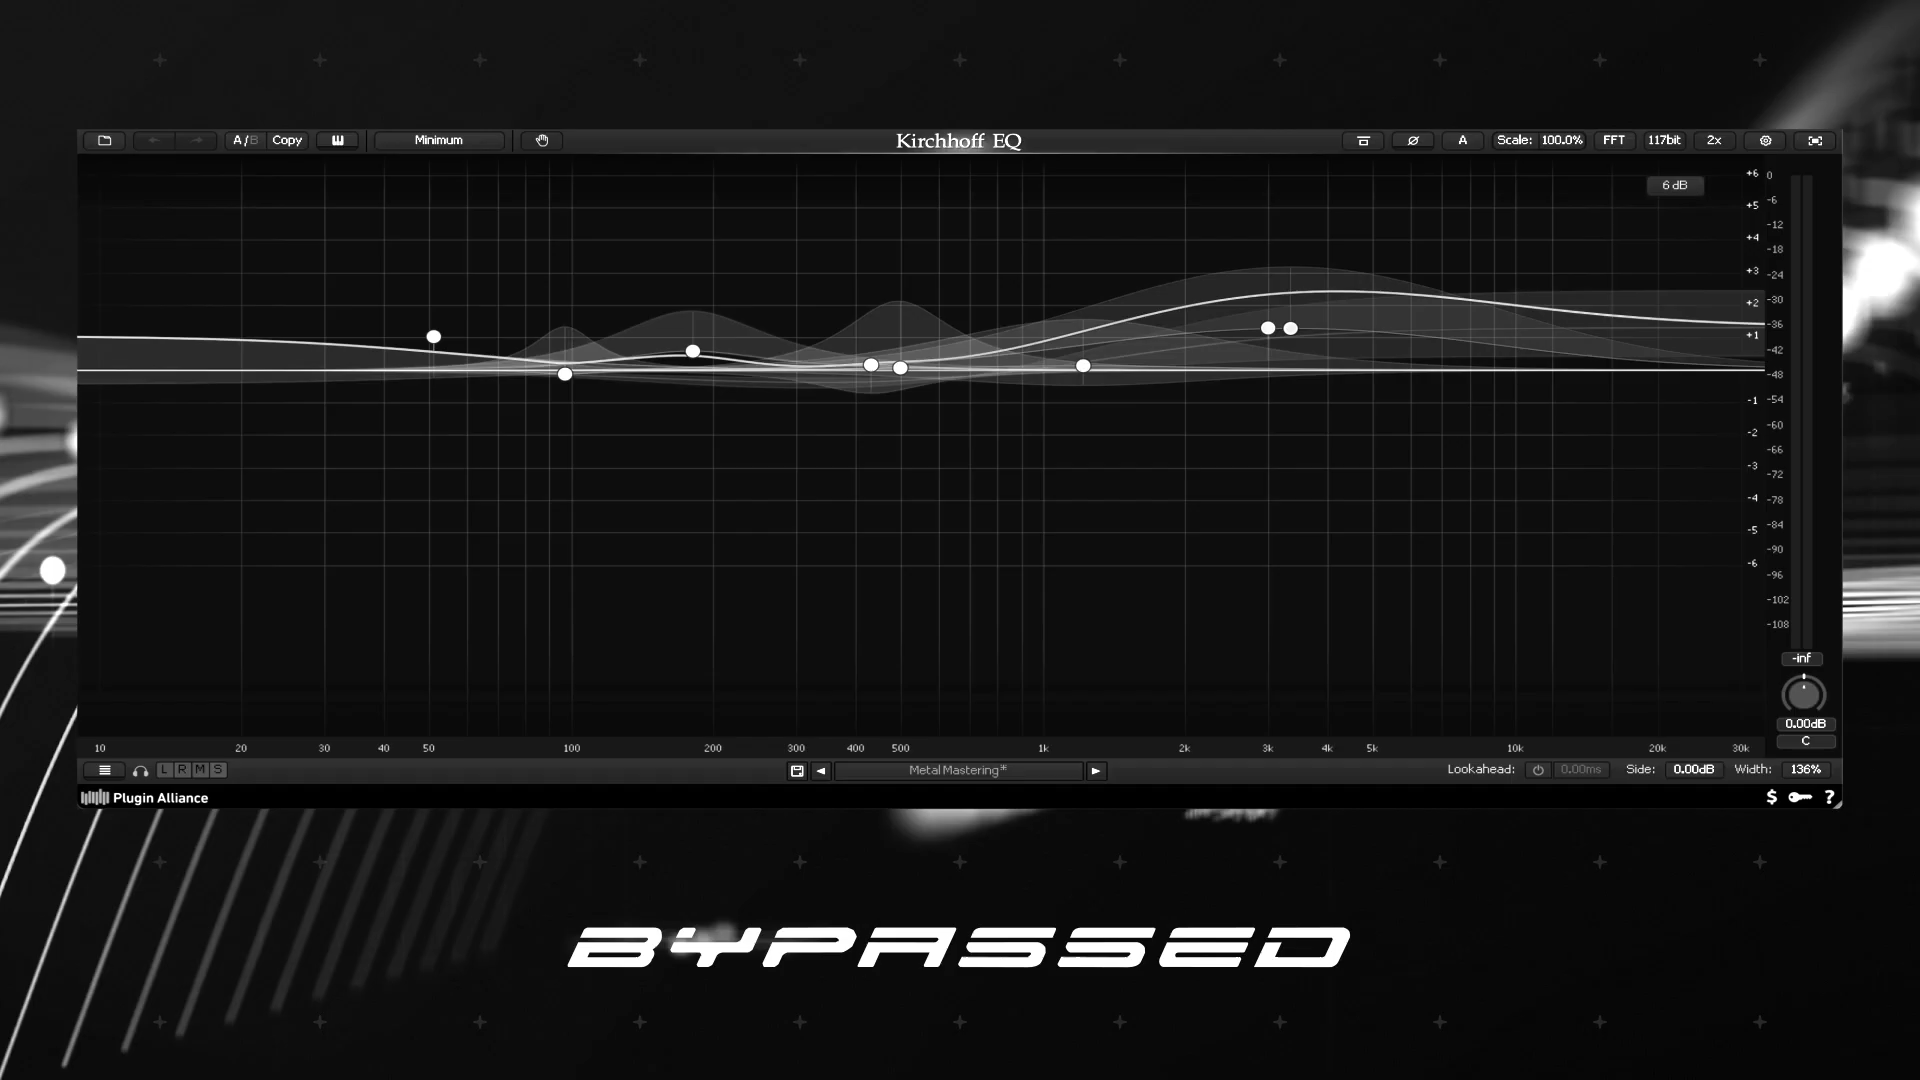 A/B Copy Minimum Kirchhoff EQ A Scale: 100.0% FFT 117bit 2x
6 dB
+6 0
-6
+5
-12
+4
-18
+3
-24
+2 -30
-36
+1
-42
-48
-1 -54
-2 -60
-66
-3
-72
-4 -78
-84
-5
-90
-6
-96
-102
-108
-inf
0.00dB
C
10 20 30 40 50 100 200 300 400 500 1k 2k 3k 4k 5k 10k 20k 30k
L R M S Metal Mastering* Lookahead: 0.00ms Side: 0.00dB Width: 136%
Plugin Alliance $ ?
BYPASSED